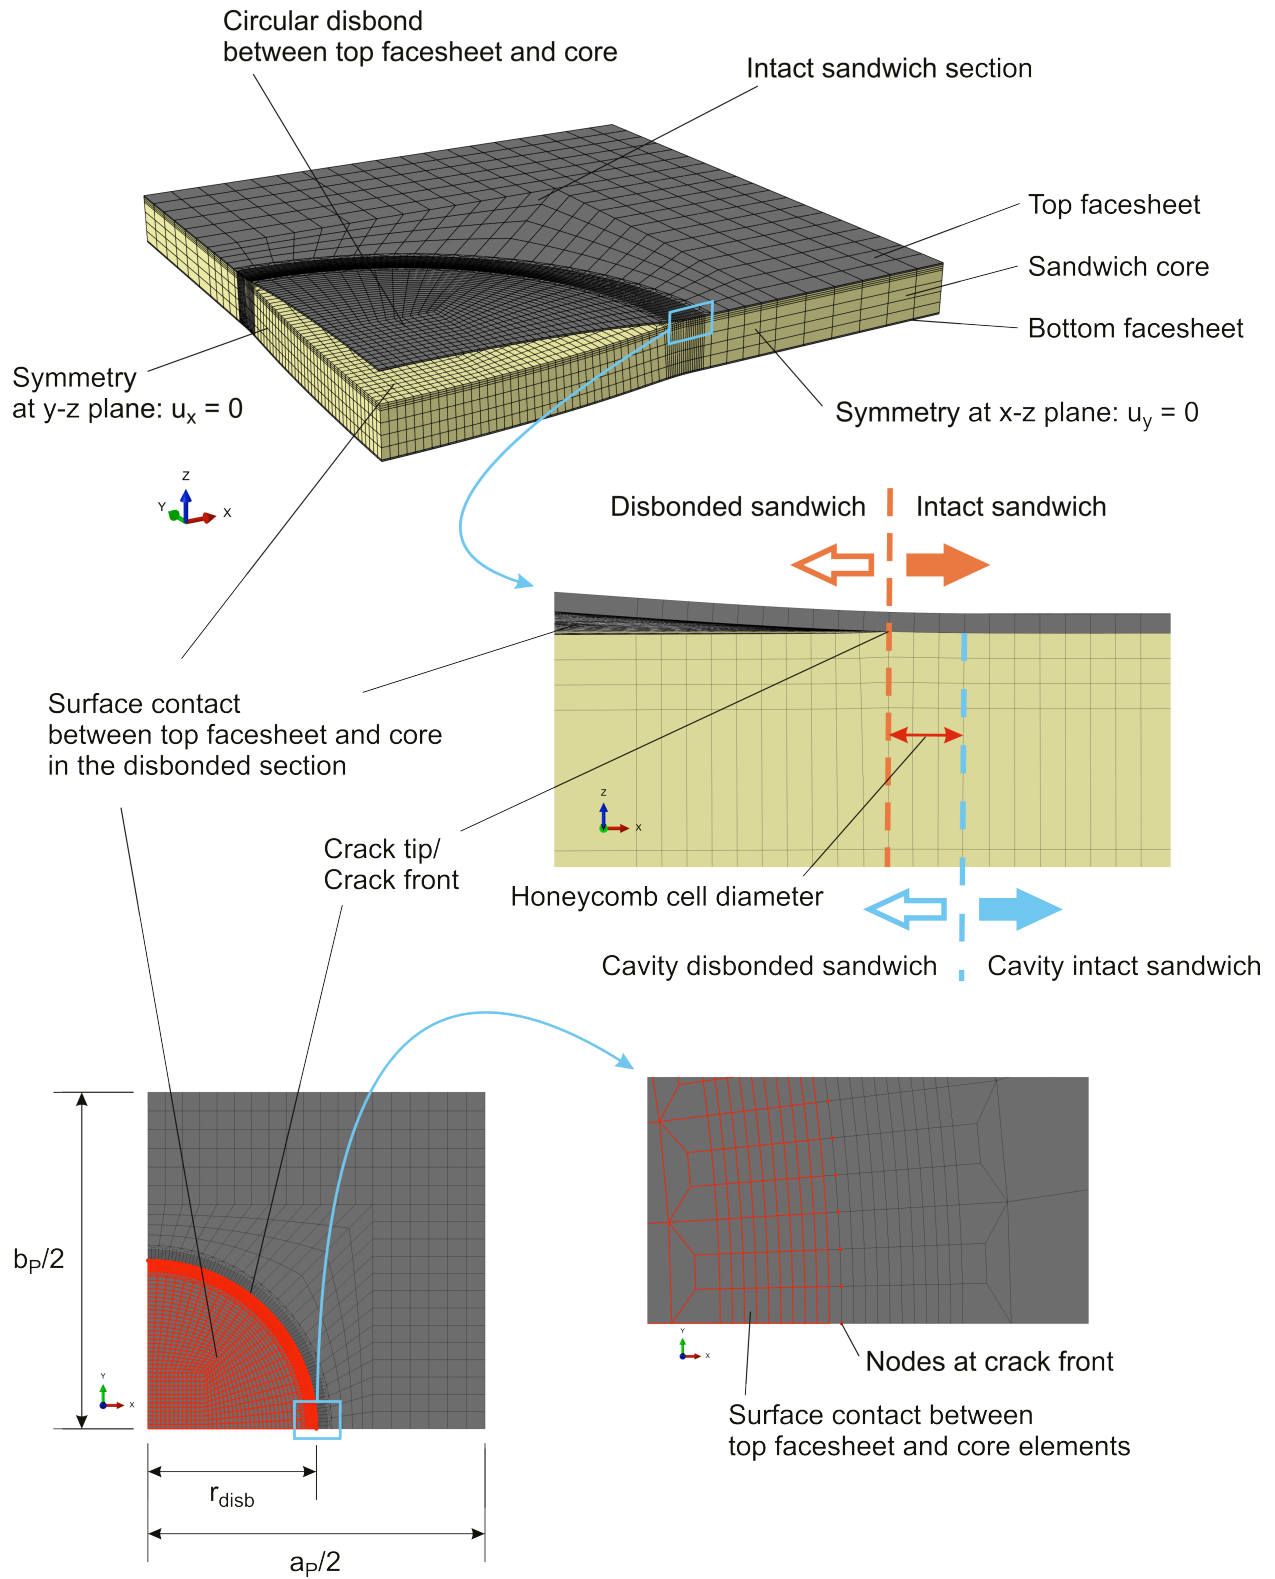 Circular disbond
between top facesheet and core
Intact sandwich section
Top facesheet
Sandwich core
Bottom facesheet
Symmetry
at y-z plane: ux = 0
Symmetry at x-z plane: uy = 0
Z
Y
X
Disbonded sandwich
Intact sandwich
Surface contact
between top facesheet and core
in the disbonded section
Z
X
Crack tip/
Crack front
Honeycomb cell diameter
Cavity disbonded sandwich
Cavity intact sandwich
bP/2
Y
X
Y
X
Nodes at crack front
Surface contact between
top facesheet and core elements
rdisb
aP/2